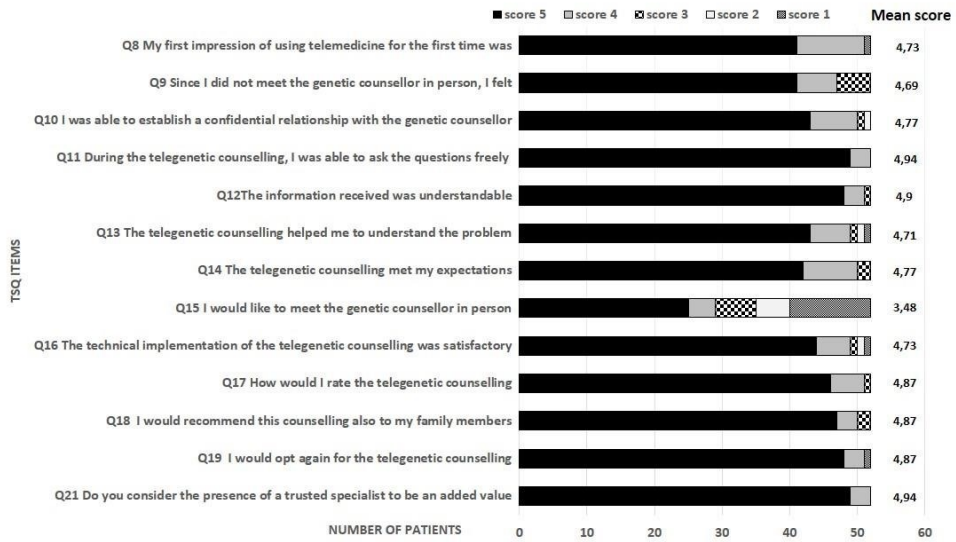 score 5 score 4 score 3 score 2 score 1 Mean score
Q8 My first impression of using telemedicine for the first time was 4,73
Q9 Since I did not meet the genetic counsellor in person, I felt 4,69
Q10 I was able to establish a confidential relationship with the genetic counsellor 4,77
Q11 During the telegenetic counselling, I was able to ask the questions freely 4,94
Q12The information received was understandable 4,9
Q13 The telegenetic counselling helped me to understand the problem 4,71
Q14 The telegenetic counselling met my expectations 4,77
Q15 I would like to meet the genetic counsellor in person 3,48
Q16 The technical implementation of the telegenetic counselling was satisfactory 4,73
Q17 How would I rate the telegenetic counselling 4,87
Q18 I would recommend this counselling also to my family members 4,87
Q19 I would opt again for the telegenetic counselling 4,87
Q21 Do you consider the presence of a trusted specialist to be an added value 4,94
TSQ ITEMS
NUMBER OF PATIENTS 0 10 20 30 40 50 60